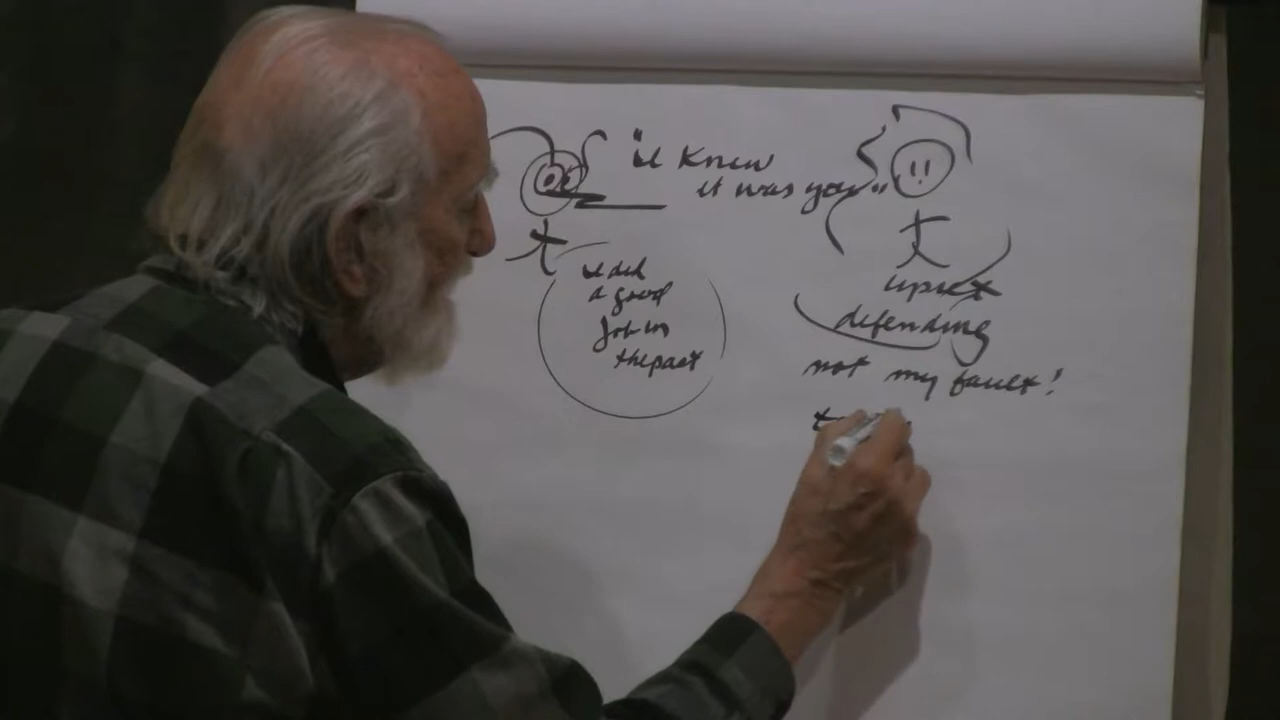 "I knew
it was you"
I did
a good
job in
the past
upset
defending
not my fault!